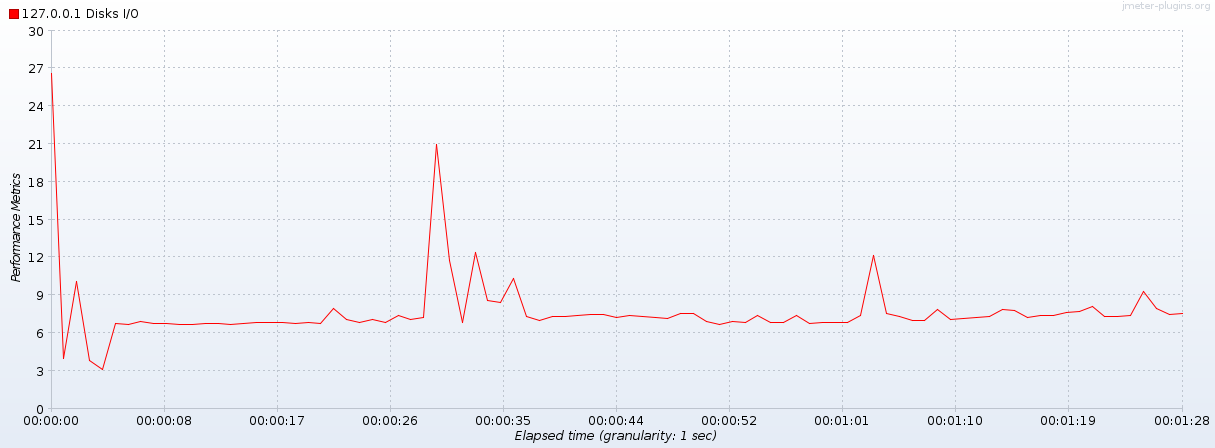 jmeter-plugins.org
127.0.0.1 Disks I/O
30
27
24
21
18
15
12
9
6
3
0
Performance Metrics
00:00:00 00:00:08 00:00:17 00:00:26 00:00:35 00:00:44 00:00:52 00:01:01 00:01:10 00:01:19 00:01:28
Elapsed time (granularity: 1 sec)